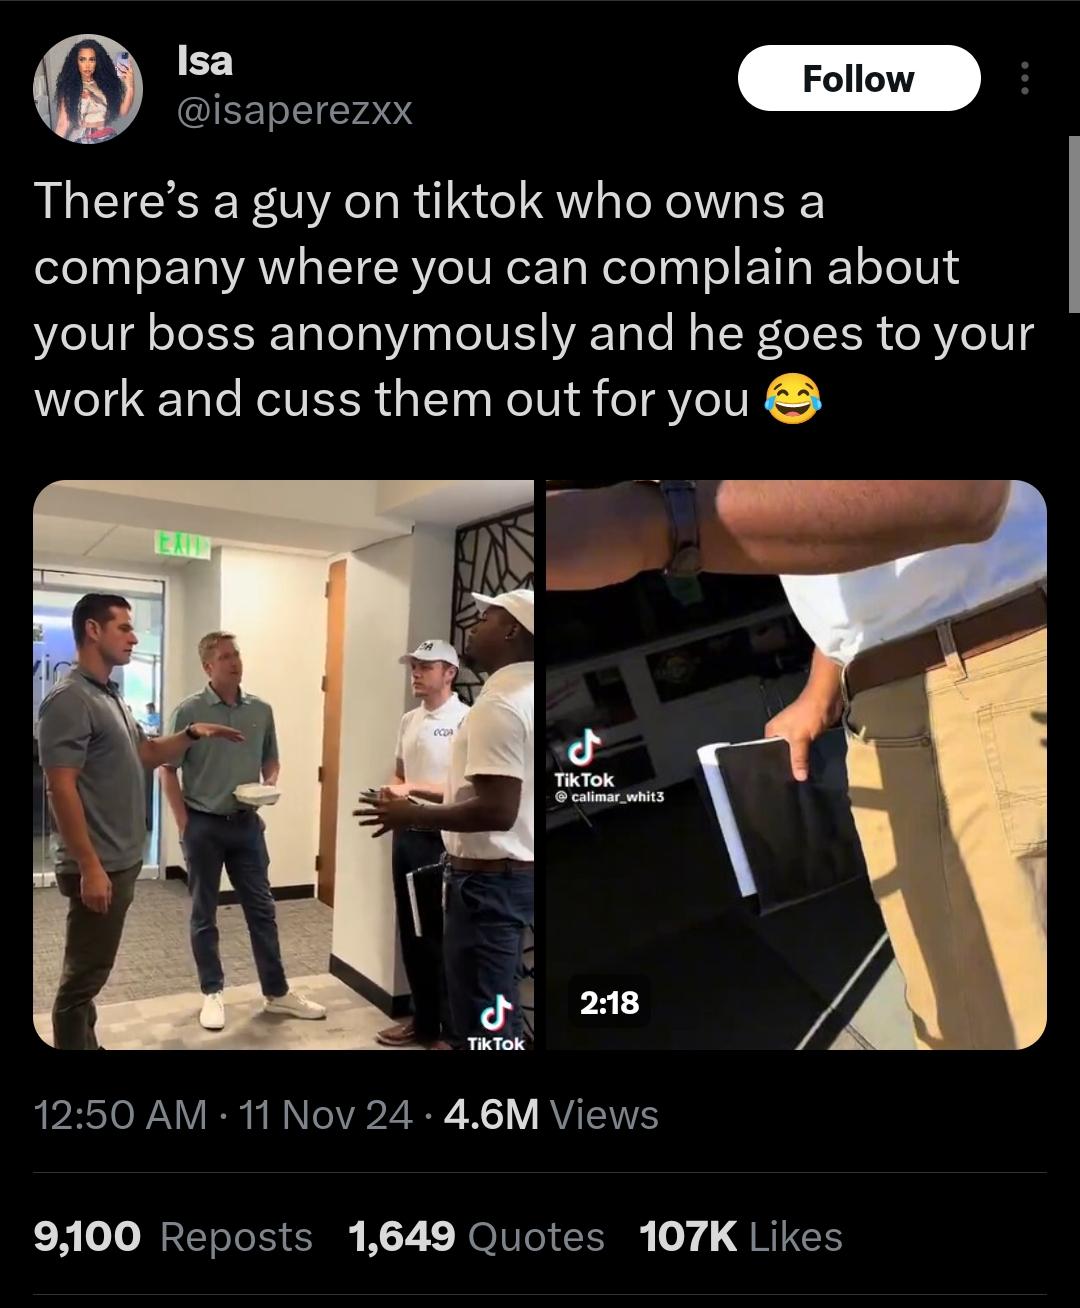 Isa
@isaperezxx
Follow
There’s a guy on tiktok who owns a
company where you can complain about
your boss anonymously and he goes to your
work and cuss them out for you 😂
EXIT
OCDA
TikTok
TikTok
@ calimar_whit3
2:18
12:50 AM · 11 Nov 24 · 4.6M Views
9,100 Reposts 1,649 Quotes 107K Likes